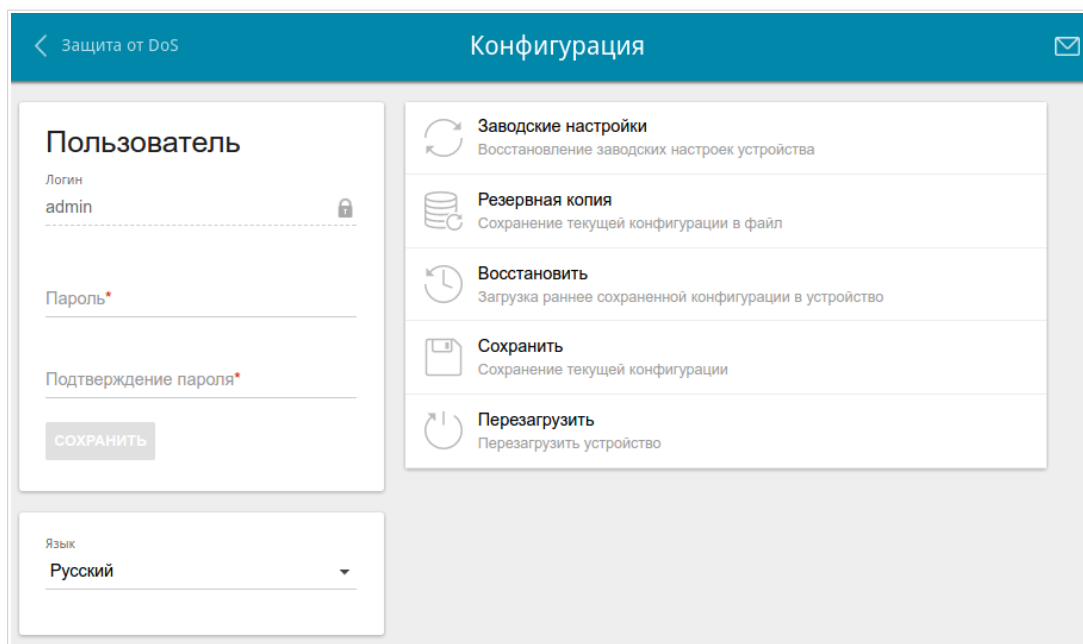 Защита от DoS
Конфигурация
Пользователь
Логин
admin
Пароль*
Подтверждение пароля*
СОХРАНИТЬ
Язык
Русский
Заводские настройки
Восстановление заводских настроек устройства
Резервная копия
Сохранение текущей конфигурации в файл
Восстановить
Загрузка раннее сохраненной конфигурации в устройство
Сохранить
Сохранение текущей конфигурации
Перезагрузить
Перезагрузить устройство